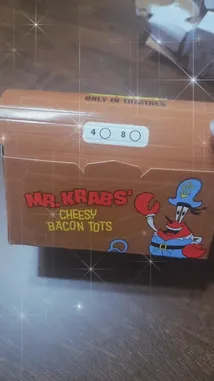 ONLY IN THEATRES
4 8
MR. KRABS'
CHEESY
BACON TOTS